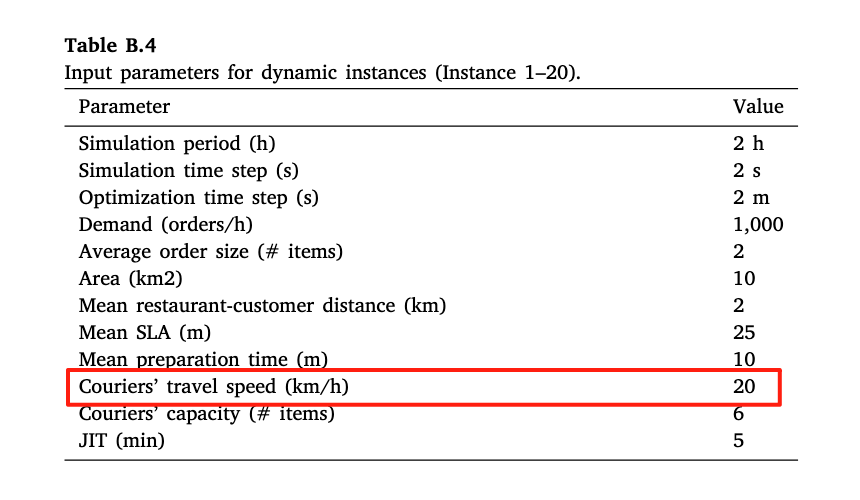 Table B.4
Input parameters for dynamic instances (Instance 1–20).
Parameter Value
Simulation period (h) 2 h
Simulation time step (s) 2 s
Optimization time step (s) 2 m
Demand (orders/h) 1,000
Average order size (# items) 2
Area (km2) 10
Mean restaurant-customer distance (km) 2
Mean SLA (m) 25
Mean preparation time (m) 10
Couriers’ travel speed (km/h) 20
Couriers’ capacity (# items) 6
JIT (min) 5